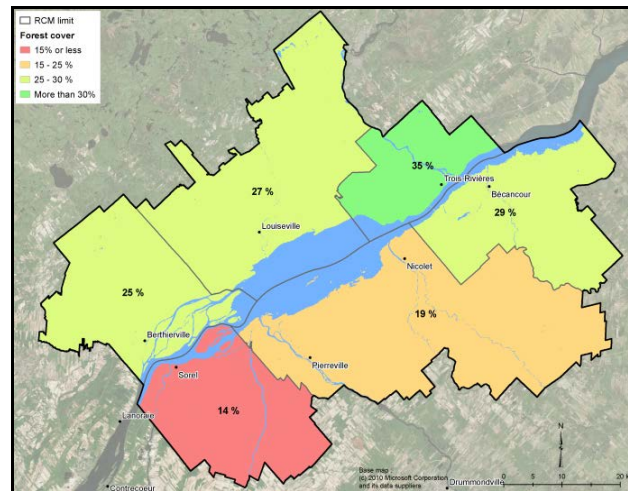 RCM limit
Forest cover
15% or less
15 - 25 %
25 - 30 %
More than 30%
35 %
Trois-Rivières
Bécancour
27 %
29 %
Louiseville
Nicolet
25 %
19 %
Berthierville
Pierreville
Sorel
14 %
Lanoraie
Contrecoeur
Drummondville
N
Base map
(c) 2010 Microsoft Corporation
and its data suppliers
0 5 10 20 k